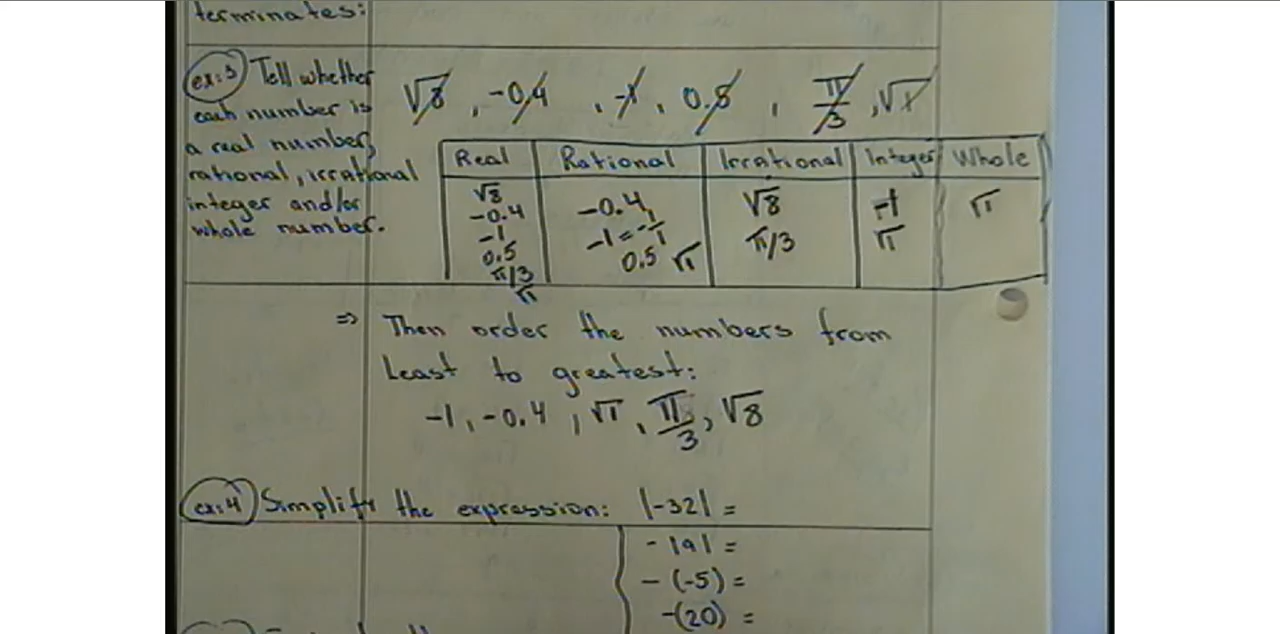 terminates:
ex:3 Tell whether each number is a real number, rational, irrational integer and/or whole number.
√8 , -0.4 , -1 , 0.5 , π/3 , √1
Real Rational Irrational Integer Whole
√8 -0.4, √8 -1 √1
-0.4 -1 = -1/1 π/3 √1
-1 0.5 √1
0.5
π/3
√1
⇒ Then order the numbers from
Least to greatest:
-1, -0.4 , √1 , π/3 , √8
ex:4 Simplify the expression: |-32| =
-|9| =
-(-5) =
-(20) =